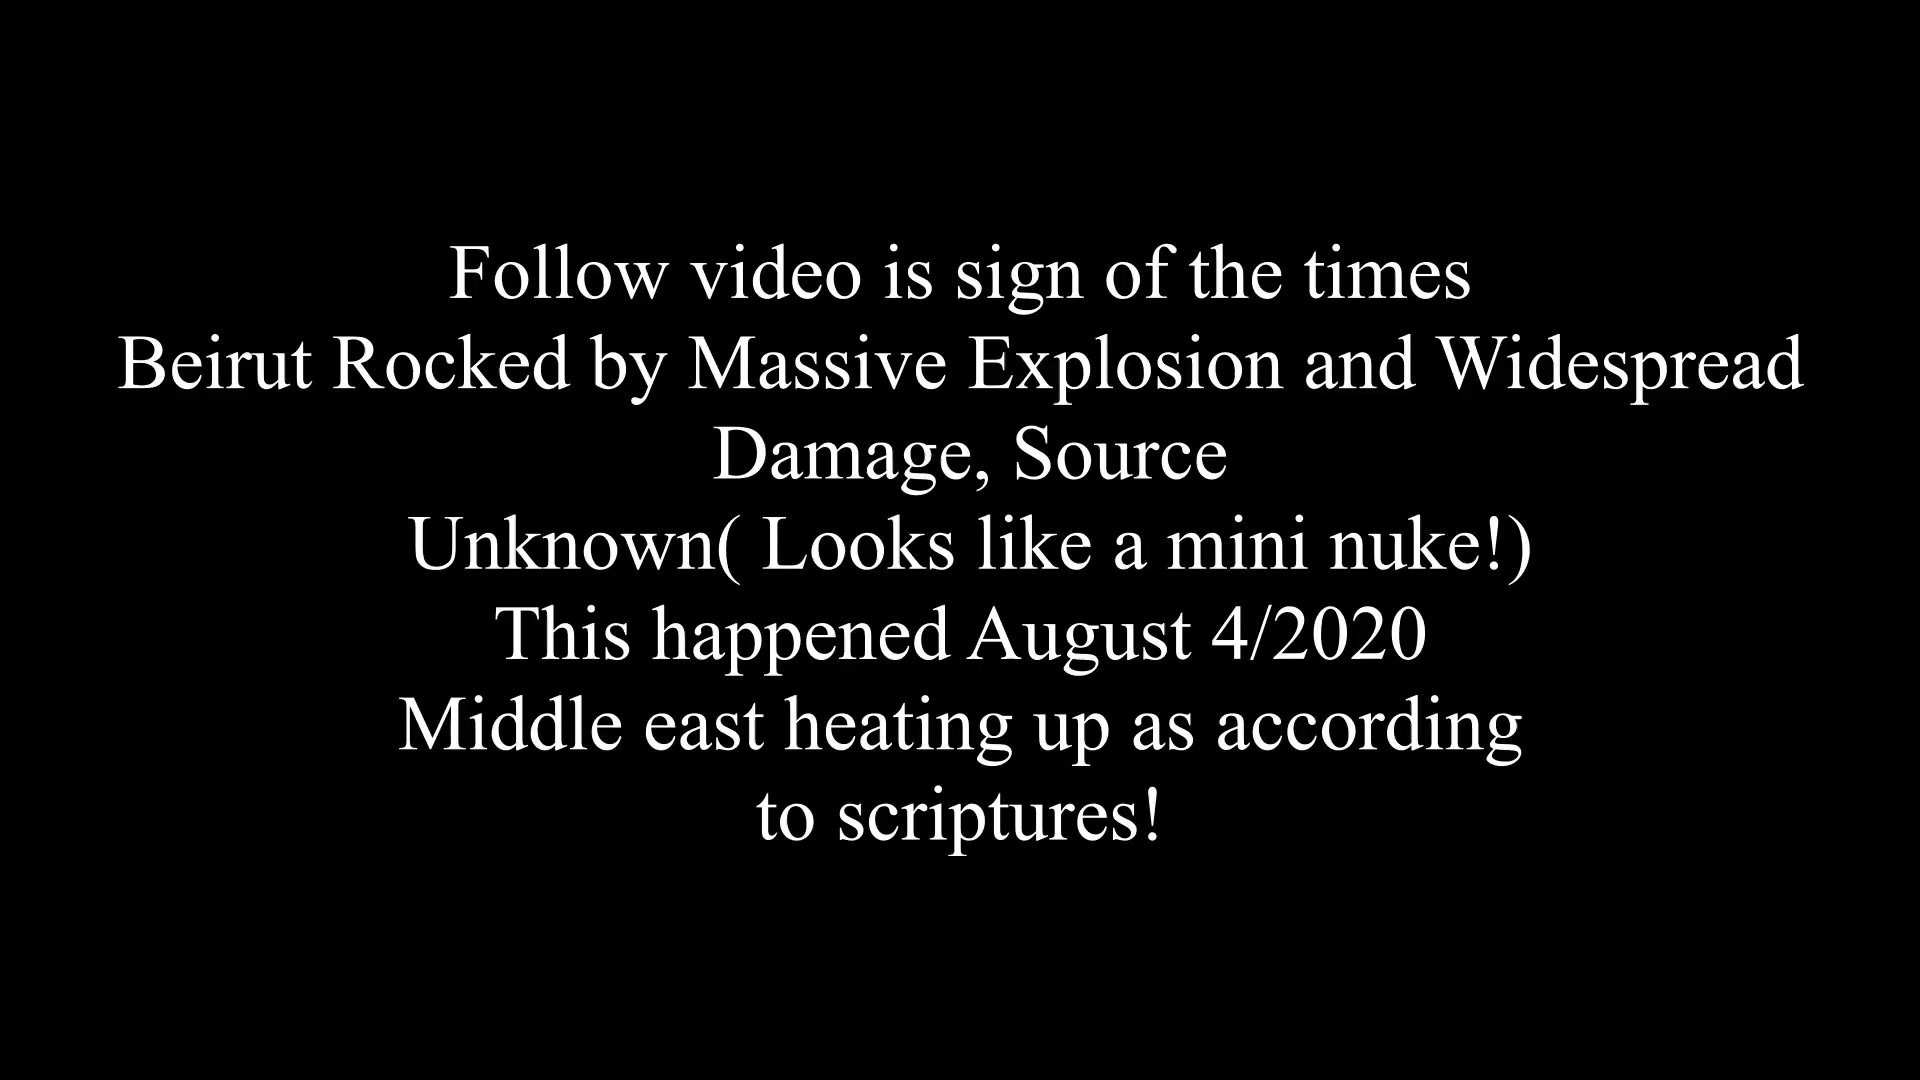 Follow video is sign of the times
Beirut Rocked by Massive Explosion and Widespread
Damage, Source
Unknown( Looks like a mini nuke!)
This happened August 4/2020
Middle east heating up as according
to scriptures!